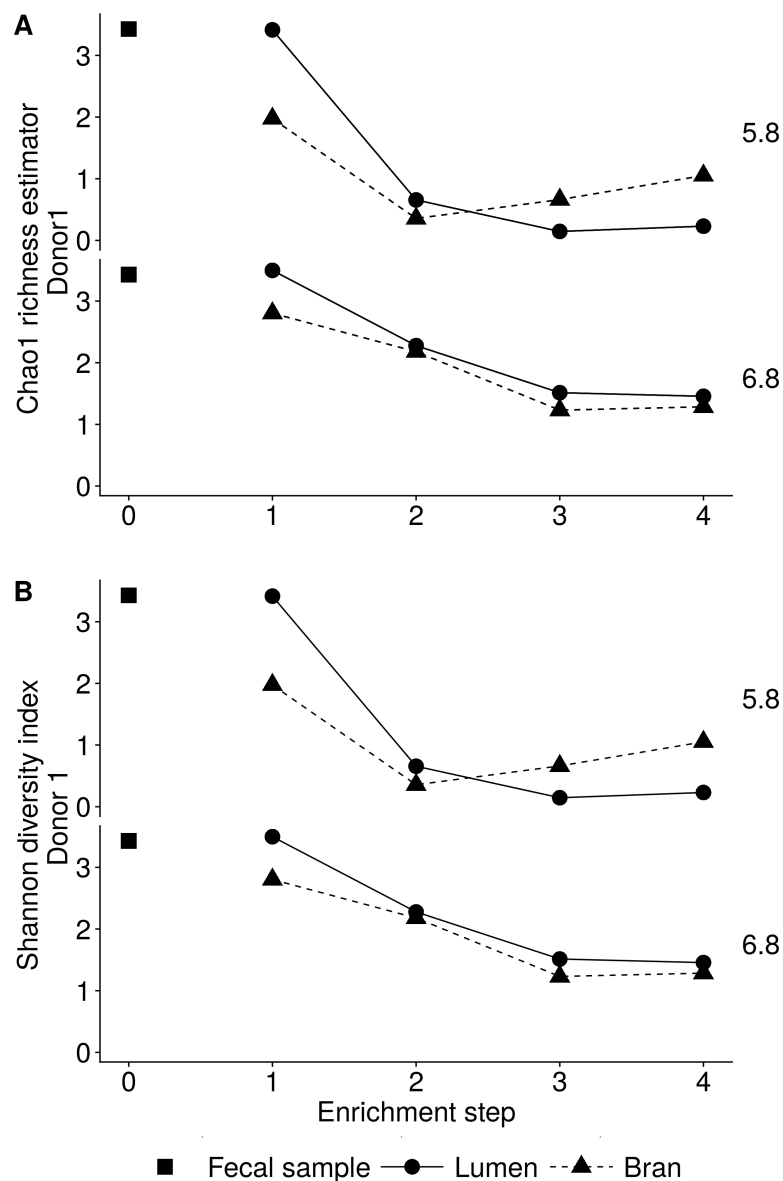 A
Chao1 richness estimator
Donor1
3
2
1
0
5.8
3
2
1
0
6.8
0 1 2 3 4
B
Shannon diversity index
Donor 1
3
2
1
0
5.8
3
2
1
0
6.8
0 1 2 3 4
Enrichment step
Fecal sample Lumen Bran